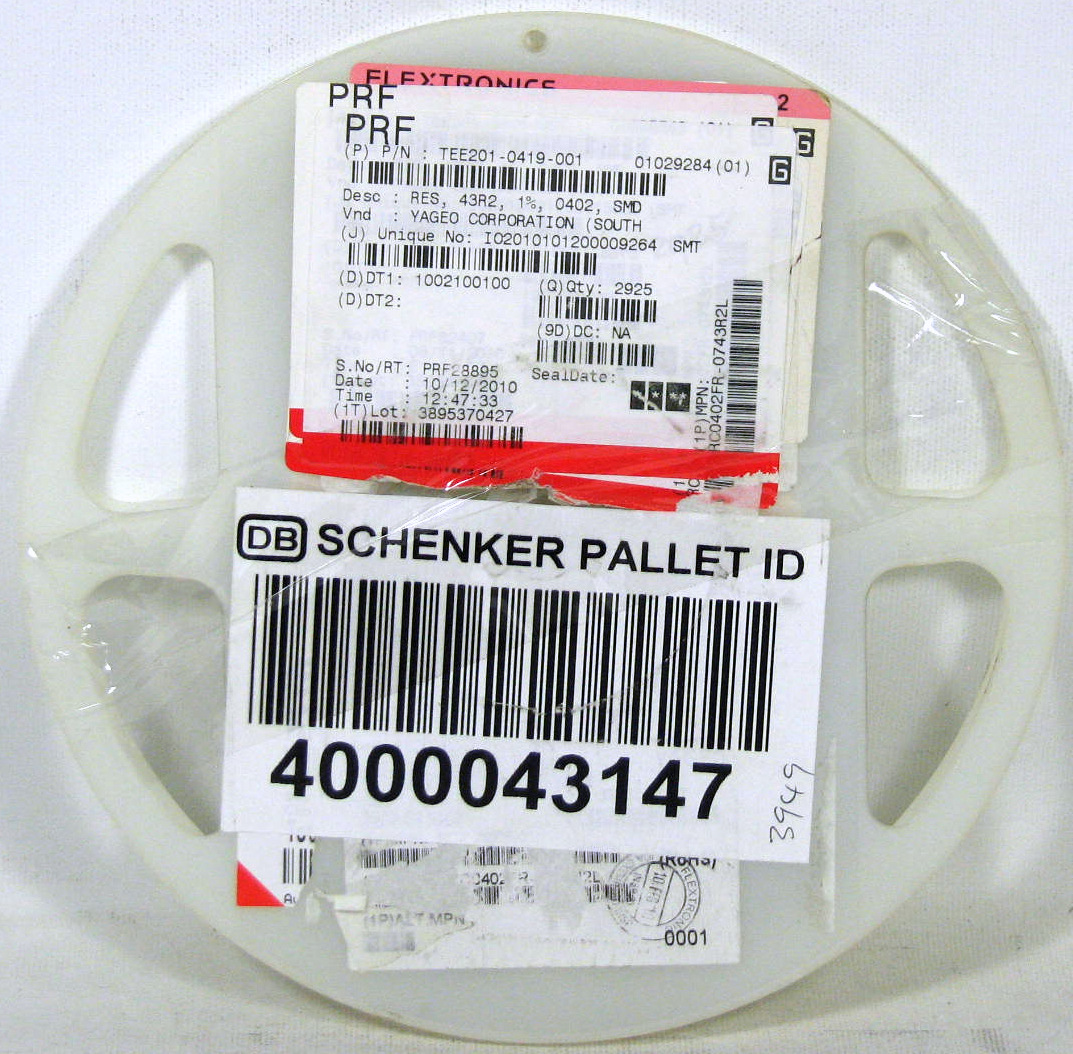 FLEXTRONICS
2
PRF
PRF
G
G
(P) P/N : TEE201-0419-001 01029284(01) G
Desc : RES, 43R2, 1%, 0402, SMD
Vnd : YAGEO CORPORATION (SOUTH
(J) Unique No: IO2010101200009264 SMT
(D)DT1: 1002100100 (Q)Qty: 2925
(D)DT2:
(9D)DC: NA
S.No/RT: PRF28895 SealDate:
Date : 10/12/2010
Time : 12:47:33
(1T)Lot: 3895370427
(1P)MPN:
RC0402FR-0743R2L
DB SCHENKER PALLET ID
4000043147
3949
(RoHS)
(1P)ALT.MPN
FLEXTRONIC
0001